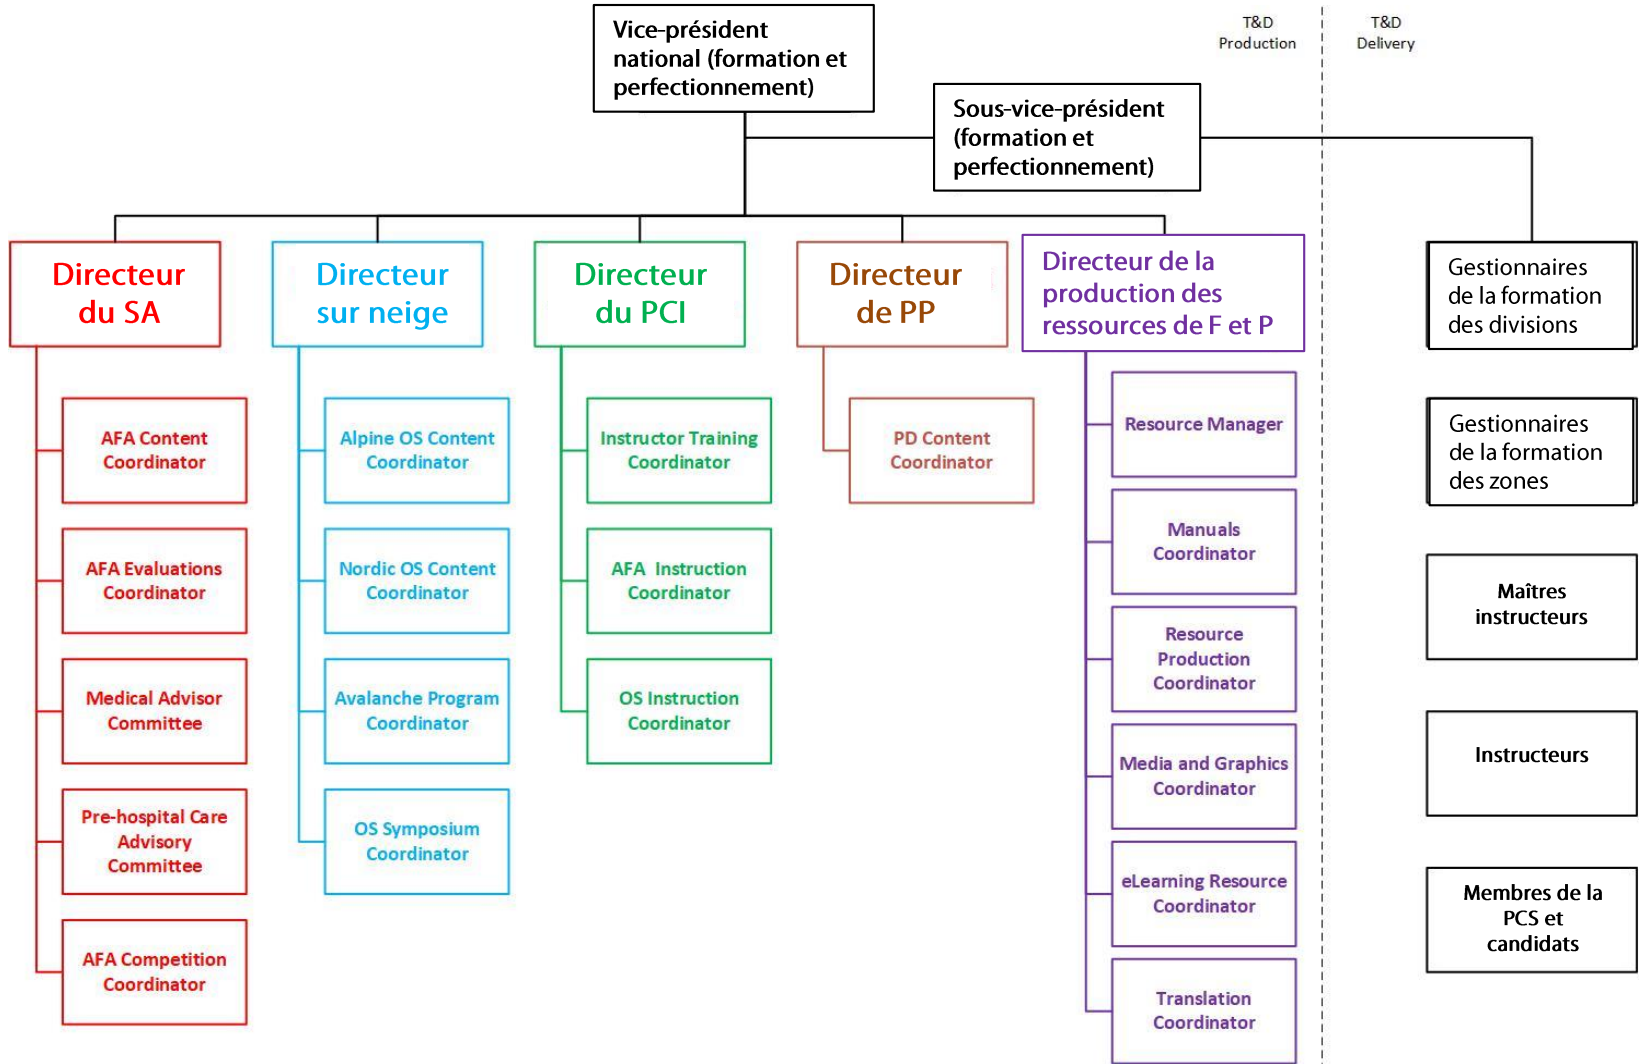 Vice-président
national (formation et
perfectionnement)
T&D
Production
T&D
Delivery
Sous-vice-président
(formation et
perfectionnement)
Directeur
du SA
Directeur
sur neige
Directeur
du PCI
Directeur
de PP
Directeur de la
production des
ressources de F et P
Gestionnaires
de la formation
des divisions
AFA Content
Coordinator
AFA Evaluations
Coordinator
Medical Advisor
Committee
Pre-hospital Care
Advisory
Committee
AFA Competition
Coordinator
Alpine OS Content
Coordinator
Nordic OS Content
Coordinator
Avalanche Program
Coordinator
OS Symposium
Coordinator
Instructor Training
Coordinator
AFA Instruction
Coordinator
OS Instruction
Coordinator
PD Content
Coordinator
Resource Manager
Manuals
Coordinator
Resource
Production
Coordinator
Media and Graphics
Coordinator
eLearning Resource
Coordinator
Translation
Coordinator
Gestionnaires
de la formation
des zones
Maîtres
instructeurs
Instructeurs
Membres de la
PCS et
candidats